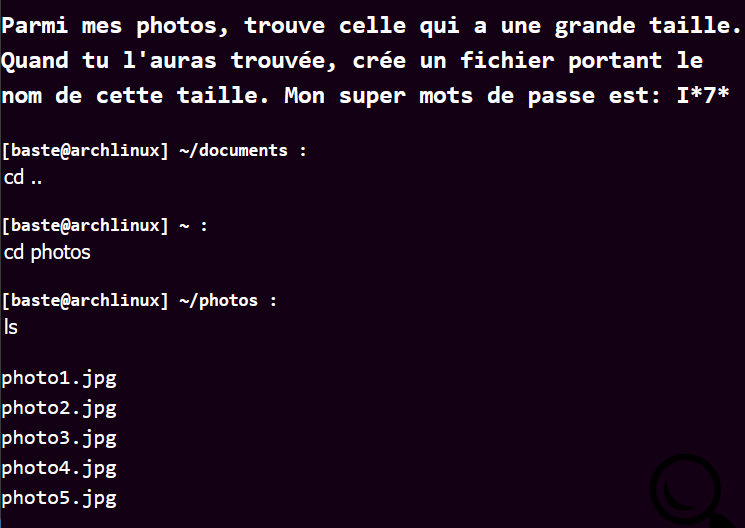 Parmi mes photos, trouve celle qui a une grande taille.
Quand tu l'auras trouvée, crée un fichier portant le
nom de cette taille. Mon super mots de passe est: I*7*
[baste@archlinux] ~/documents :
cd ..
[baste@archlinux] ~ :
cd photos
[baste@archlinux] ~/photos :
ls
photo1.jpg
photo2.jpg
photo3.jpg
photo4.jpg
photo5.jpg